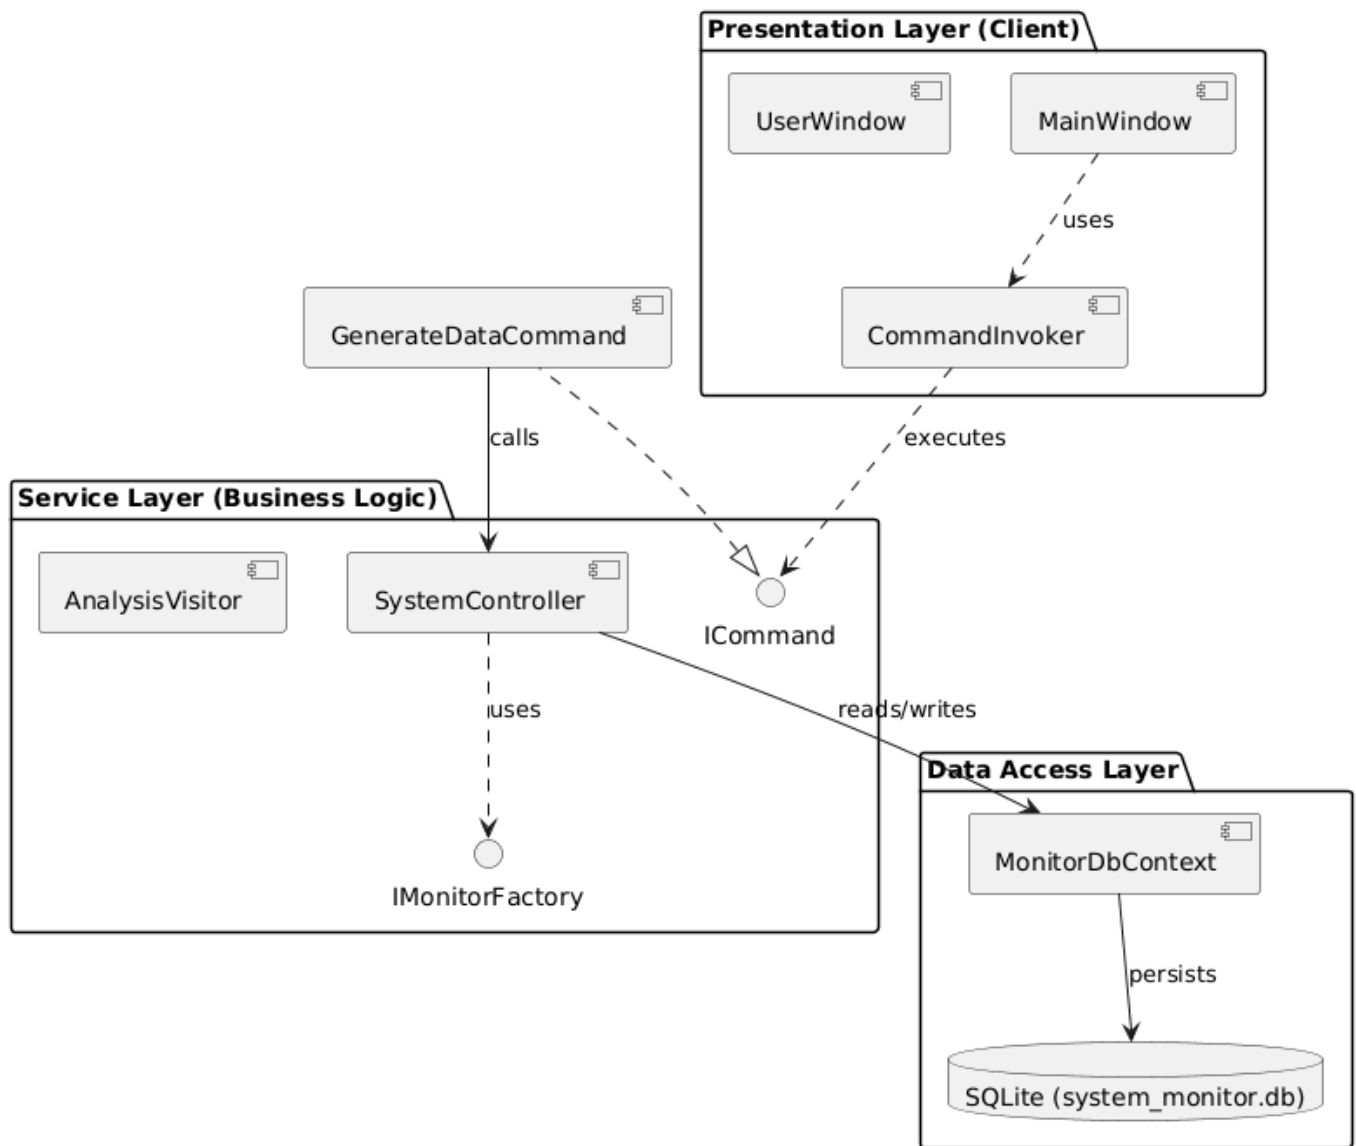 Presentation Layer (Client)
UserWindow
MainWindow
uses
GenerateDataCommand
CommandInvoker
calls
executes
Service Layer (Business Logic)
AnalysisVisitor
SystemController
ICommand
uses
reads/writes
Data Access Layer
MonitorDbContext
IMonitorFactory
persists
SQLite (system_monitor.db)